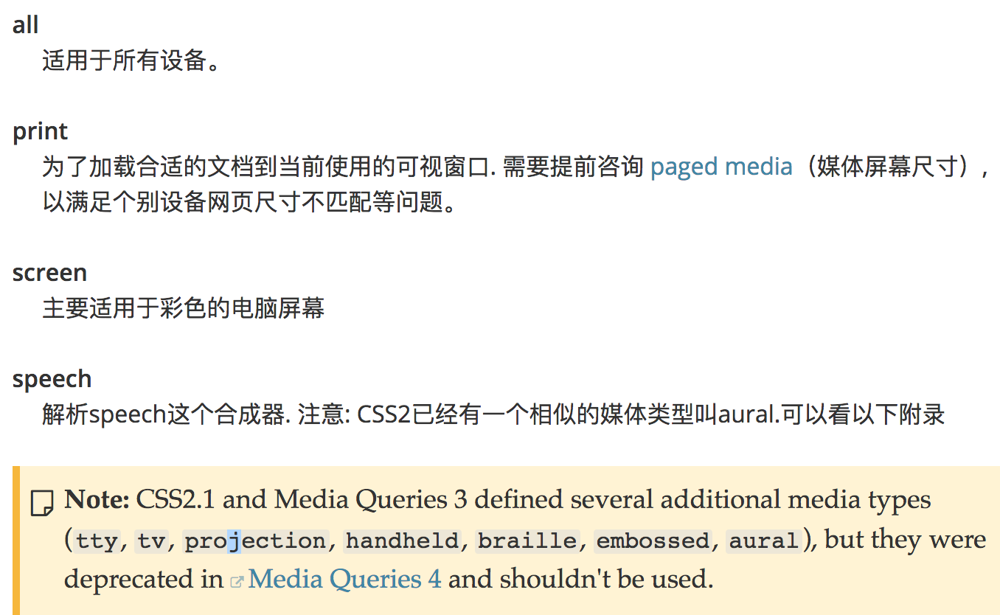 all
适用于所有设备。
print
为了加载合适的文档到当前使用的可视窗口. 需要提前咨询 paged media（媒体屏幕尺寸）,
以满足个别设备网页尺寸不匹配等问题。
screen
主要适用于彩色的电脑屏幕
speech
解析speech这个合成器. 注意: CSS2已经有一个相似的媒体类型叫aural.可以看以下附录
Note: CSS2.1 and Media Queries 3 defined several additional media types
(tty, tv, projection, handheld, braille, embossed, aural), but they were
deprecated in Media Queries 4 and shouldn't be used.